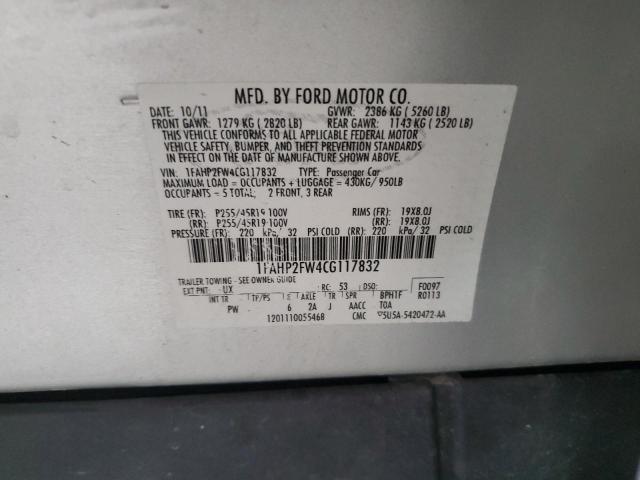 MFD. BY FORD MOTOR CO.
10/11 GVWR: 2386 KG ( 5260 LB)
FRONT GAWR: 1279 KG ( 2820 LB) REAR GAWR: 1143 KG ( 2520 LB)
THIS VEHICLE CONFORMS TO ALL APPLICABLE FEDERAL MOTOR
VEHICLE SAFETY, BUMPER, AND THEFT PREVENTION STANDARDS
IN EFFECT ON THE DATE OF MANUFACTURE SHOWN ABOVE.
VIN: 1FAHP2FW4CG117832 TYPE: Passenger Car
MAXIMUM LOAD = OCCUPANTS + LUGGAGE = 430KG/ 950LB
OCCUPANTS = 5 TOTAL; 2 FRONT, 3 REAR
TIRE (FR): P255/45R19 100V RIMS (FR): 19X8.0J
(RR): P255/45R19 100V (RR): 19X8.0J
PRESSURE (FR): 220 kPa/ 32 PSI COLD (RR): 220 kPa/ 32 PSI COLD
1FAHP2FW4CG117832
TRAILER TOWING - SEE OWNER GUIDE
EXT PNT: UX RC: 53 DSO: F0097
INT TR TP/PS AXLE TR SPR BPH1F R0113
PW 6 2A J AACC TOA
1201110055468 CMC 5U5A-5420472-AA